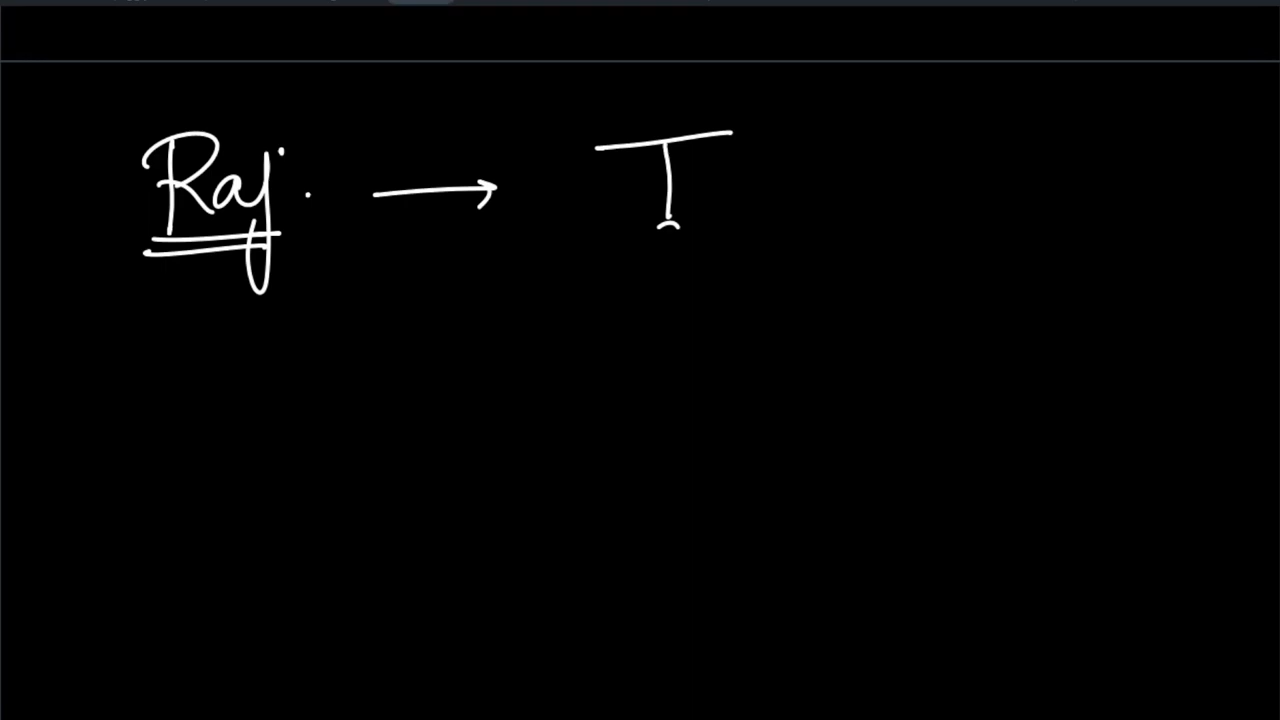 Raj. → T